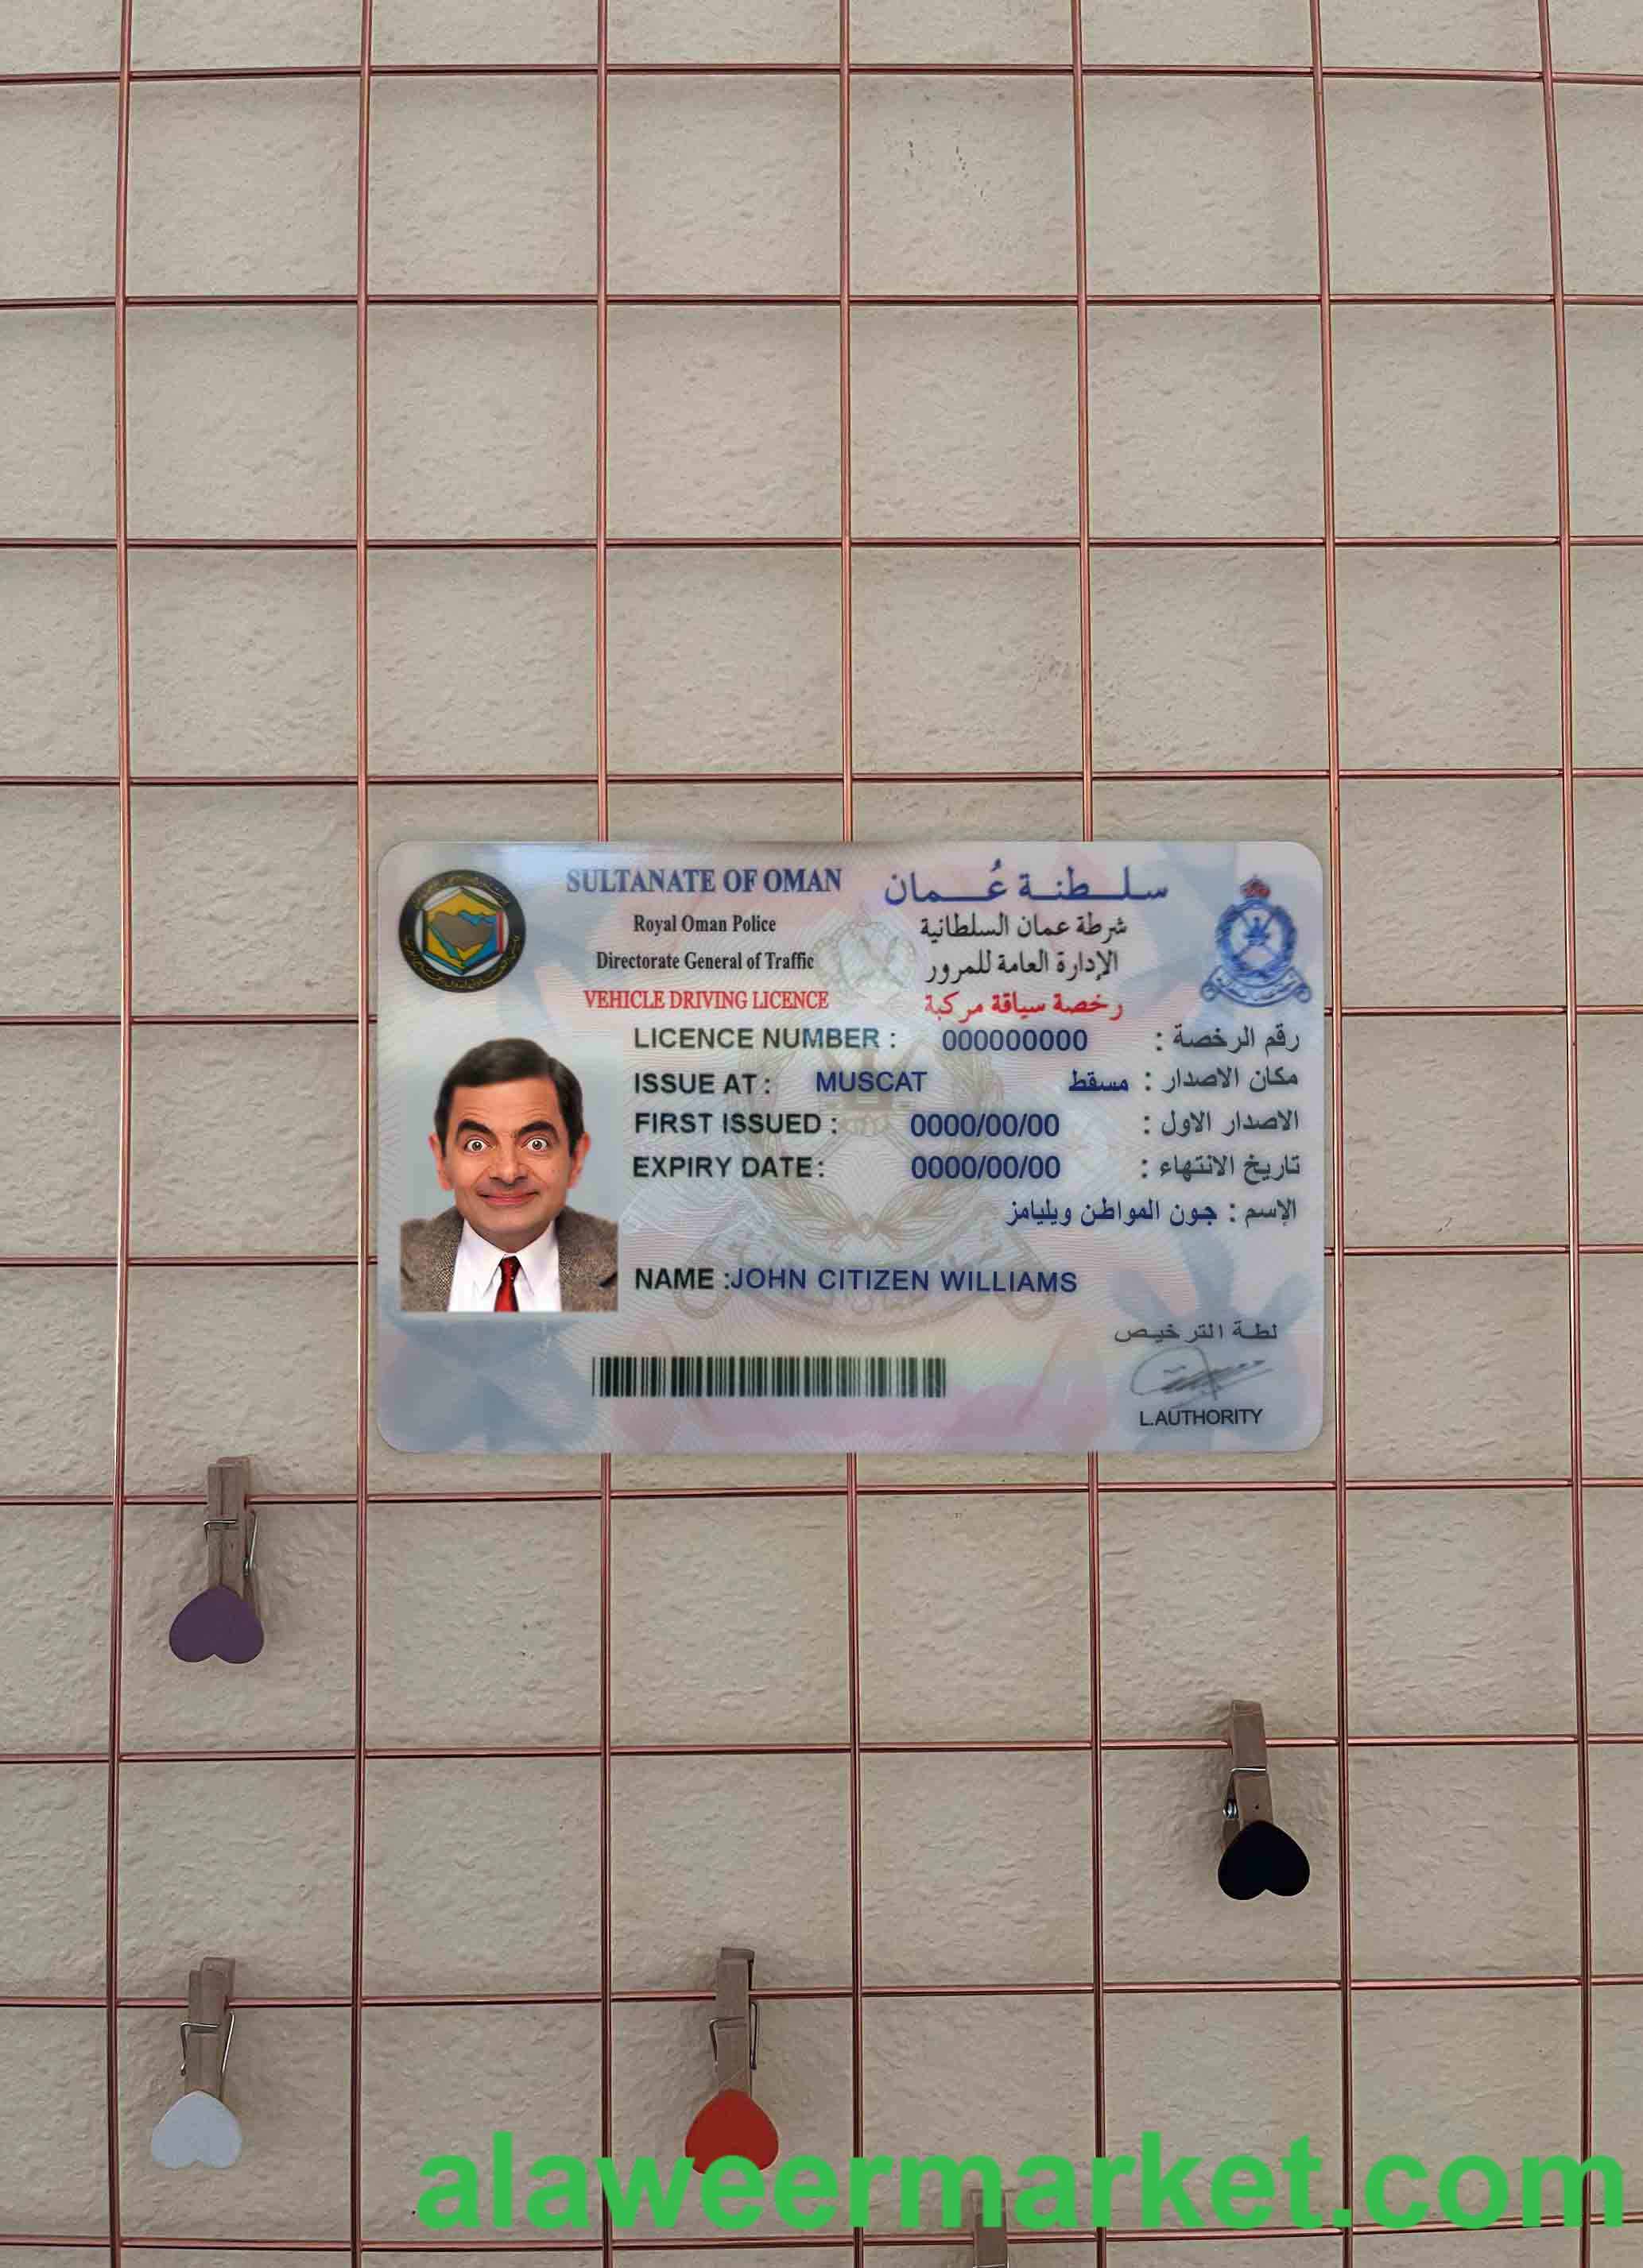 SULTANATE OF OMAN
سلطنة عُمان
Royal Oman Police
شرطة عمان السلطانية
Directorate General of Traffic
الإدارة العامة للمرور
VEHICLE DRIVING LICENCE
رخصة سياقة مركبة
LICENCE NUMBER : 000000000 رقم الرخصة :
ISSUE AT : MUSCAT مكان الاصدار : مسقط
FIRST ISSUED : 0000/00/00 الاصدار الاول :
EXPIRY DATE: 0000/00/00 تاريخ الانتهاء :
الإسم : جون المواطن ويليامز
NAME :JOHN CITIZEN WILLIAMS
لطة الترخيص
L.AUTHORITY
alaweermarket.com